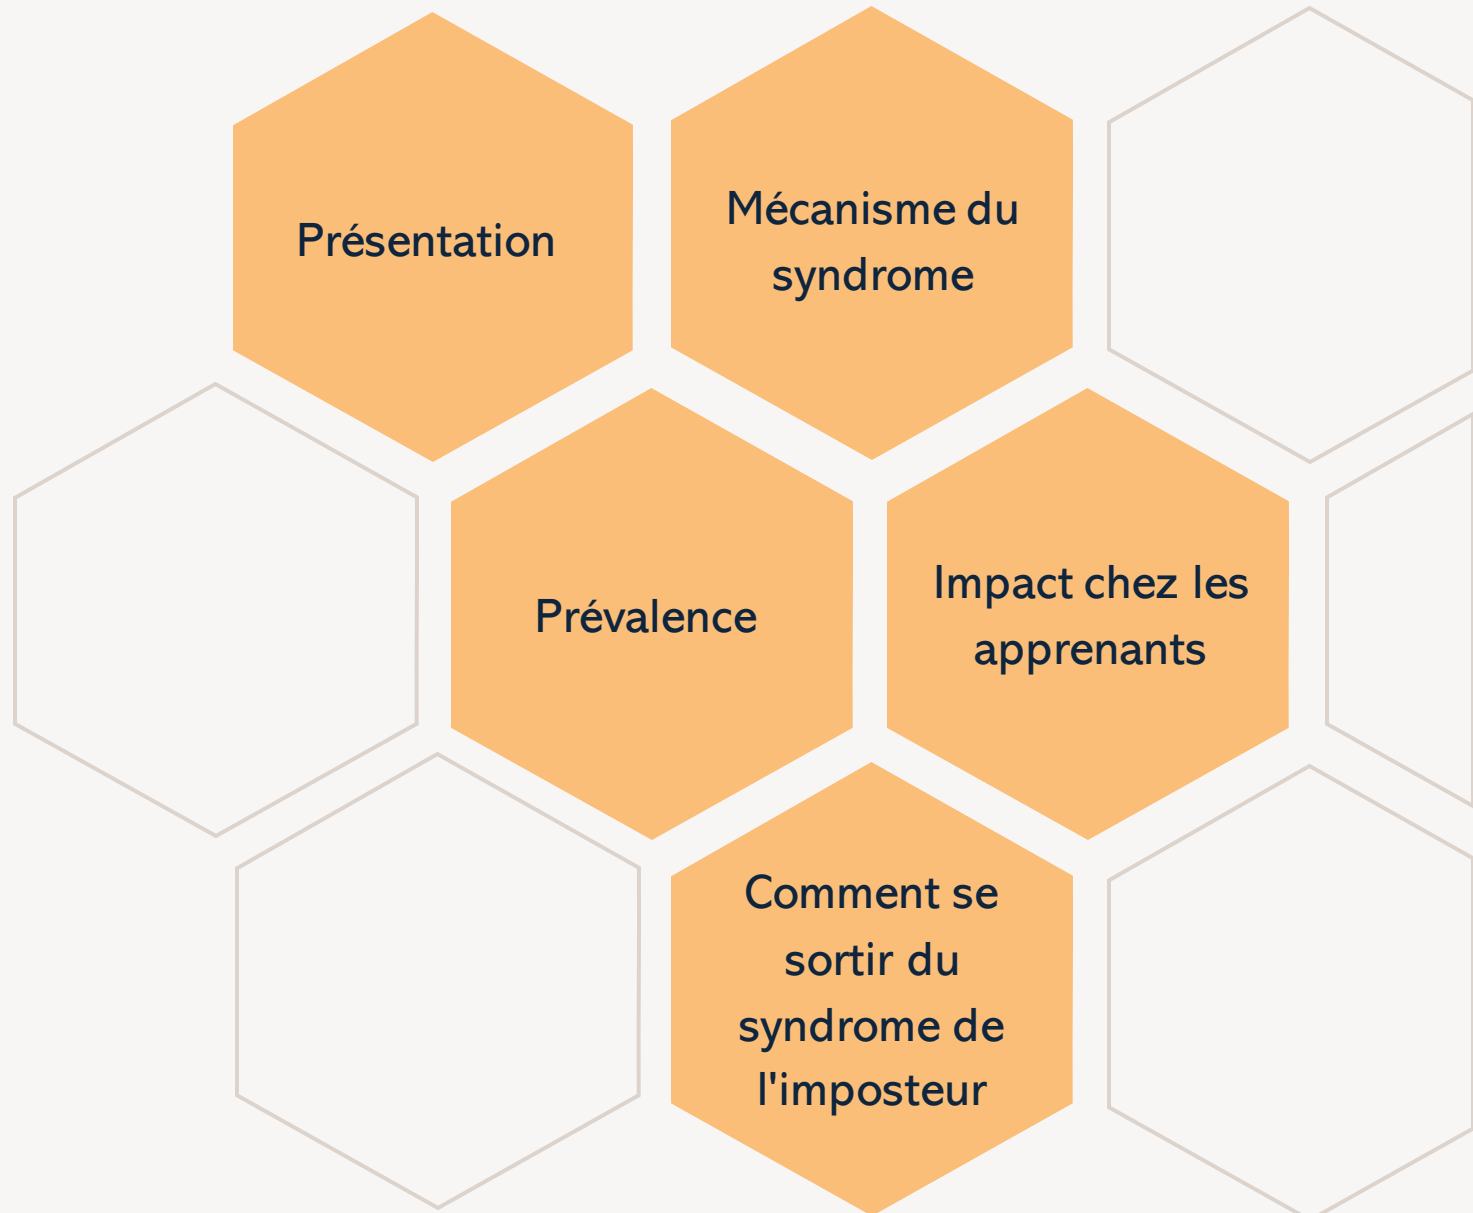 Présentation
Mécanisme du
syndrome
Prévalence
Impact chez les
apprenants
Comment se
sortir du
syndrome de
l'imposteur